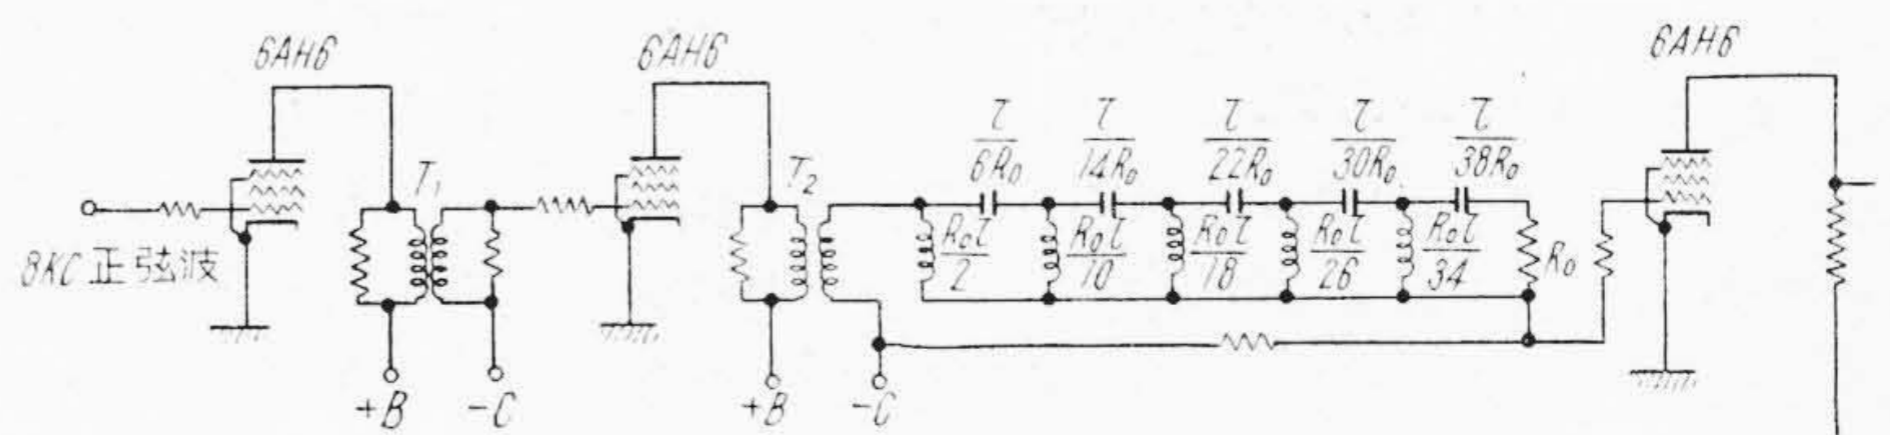 6AH6
6AH6
6AH6
τ/6R₀
τ/14R₀
τ/22R₀
τ/30R₀
τ/38R₀
T₁
T₂
8KC 正弦波
R₀τ/2
R₀τ/10
R₀τ/18
R₀τ/26
R₀τ/34
R₀
+B
-C
+B
-C